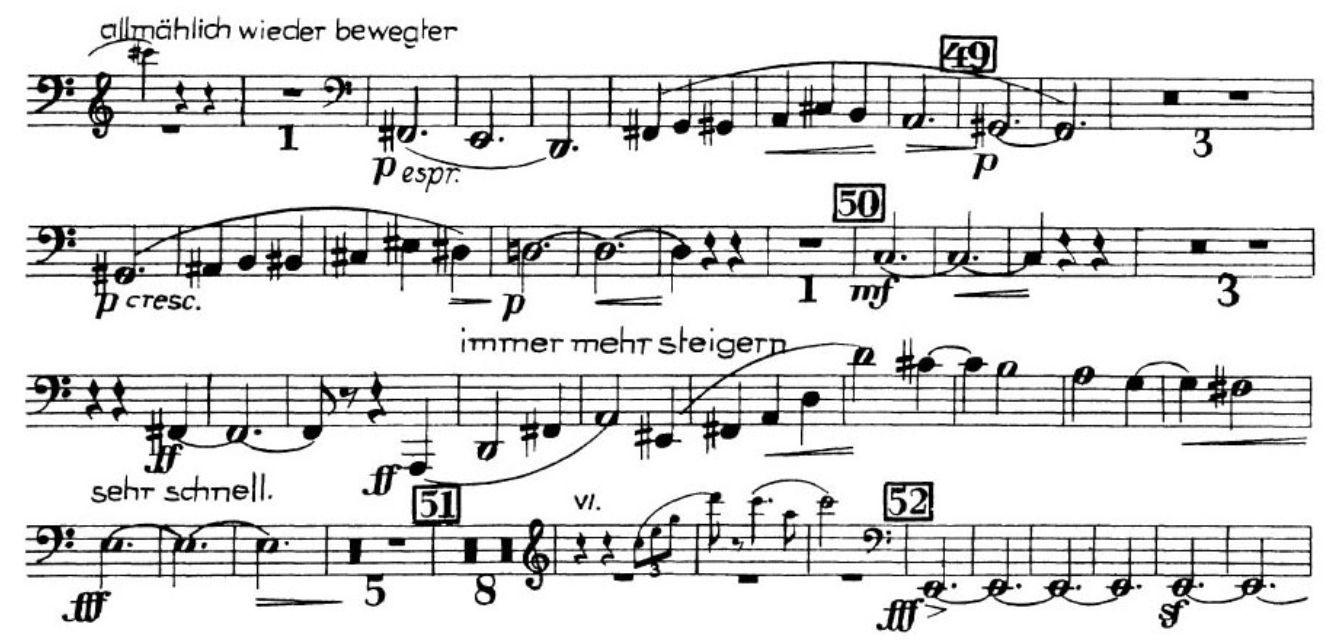 allmählich wieder bewegter
49
1
p espr.
p
3
50
p cresc.
p
1
mf
3
immer mehr steigern
ff
ff
sehr schnell.
51
vi.
52
fff
5
8
3
fff
sf